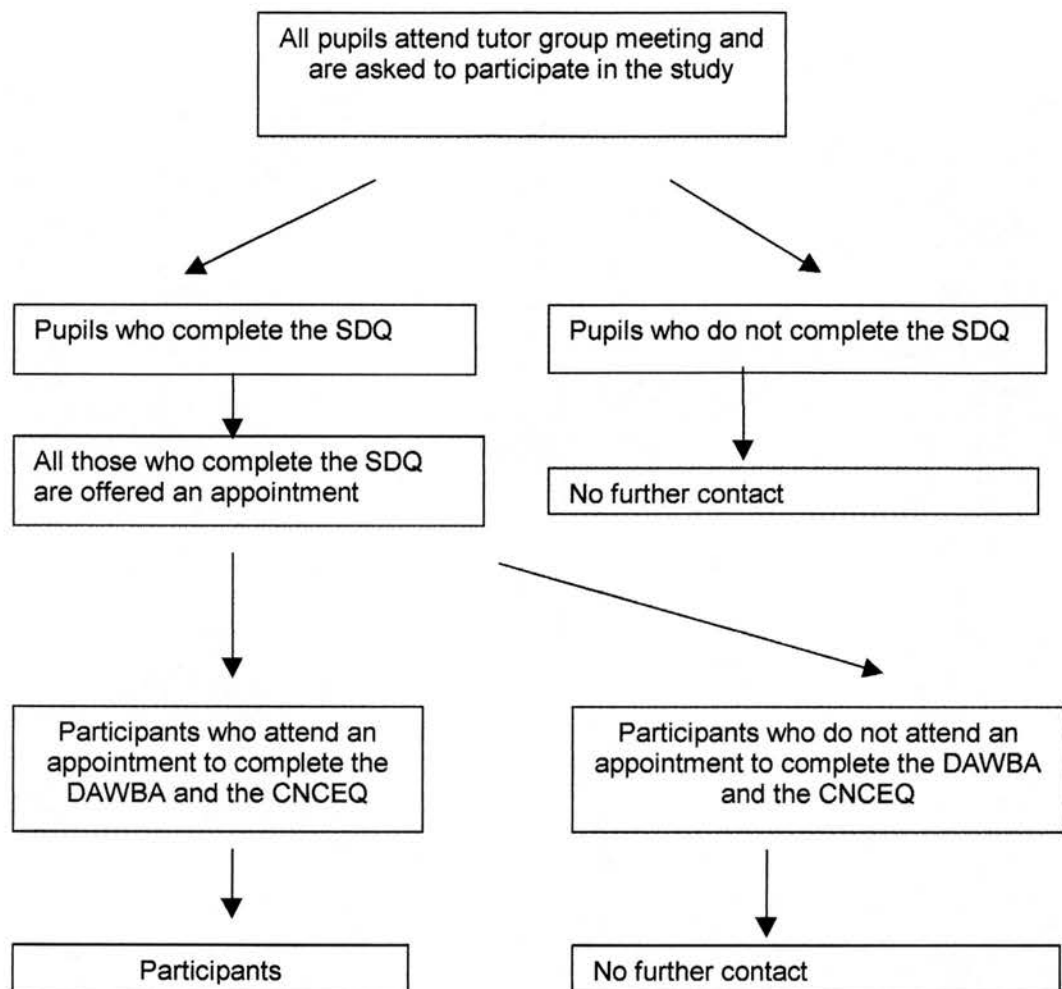 All pupils attend tutor group meeting and
are asked to participate in the study
Pupils who complete the SDQ
Pupils who do not complete the SDQ
All those who complete the SDQ
are offered an appointment
No further contact
Participants who attend an
appointment to complete the
DAWBA and the CNCEQ
Participants who do not attend an
appointment to complete the DAWBA
and the CNCEQ
Participants
No further contact